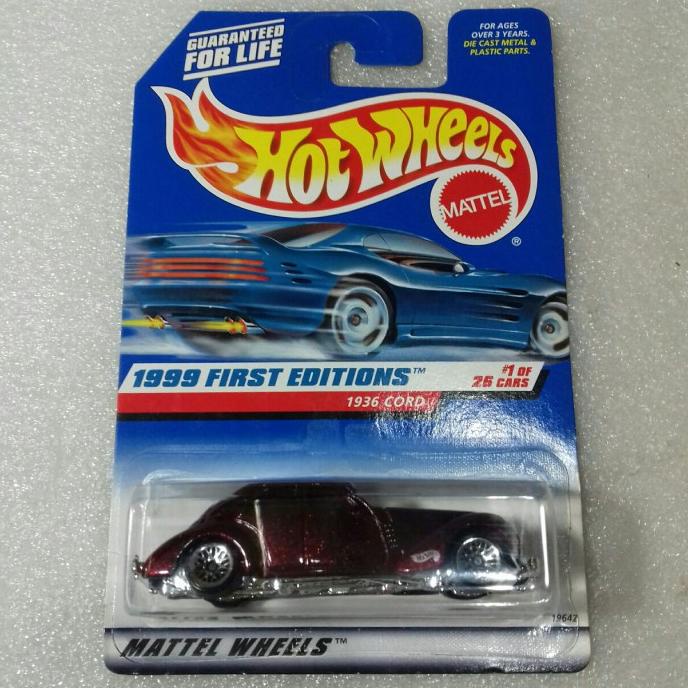 GUARANTEED
FOR LIFE
FOR AGES
OVER 3 YEARS.
DIE CAST METAL &
PLASTIC PARTS.
HOT WHEELS
MATTEL
®
1999 FIRST EDITIONS™
#1 OF
26 CARS
1936 CORD
19642
MATTEL WHEELS™